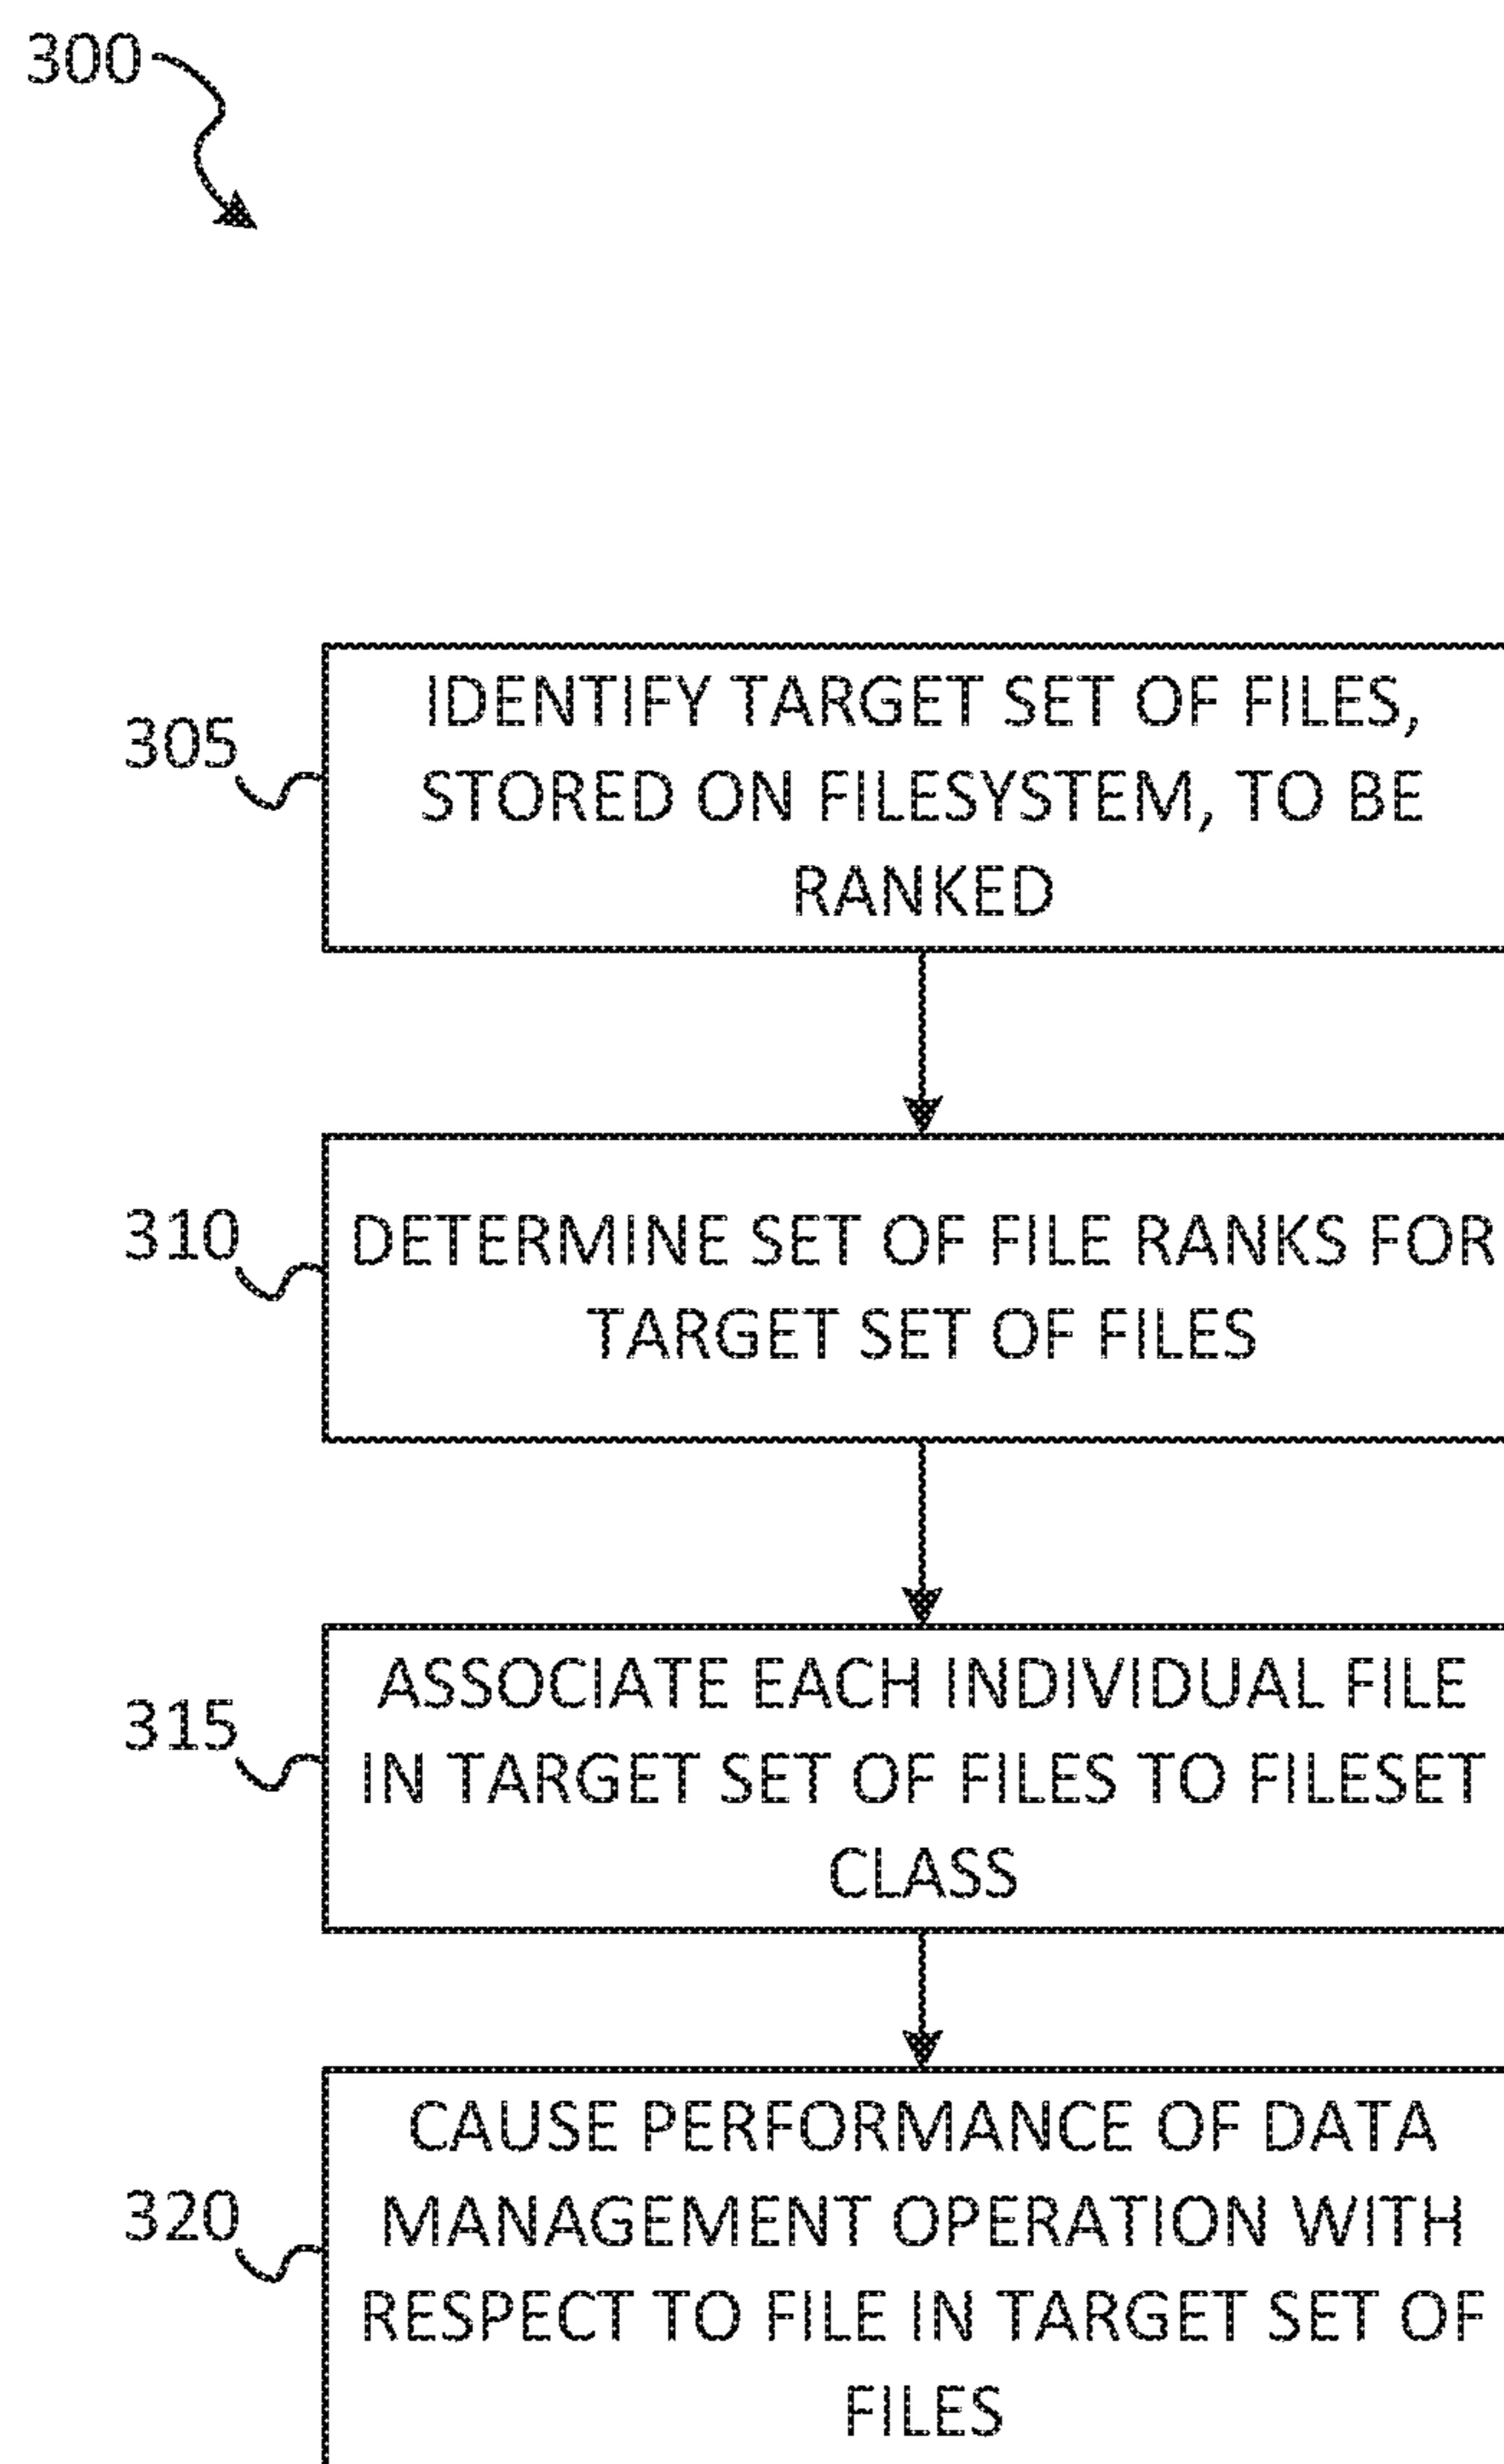 300
305
IDENTIFY TARGET SET OF FILES,
STORED ON FILESYSTEM, TO BE
RANKED
310
DETERMINE SET OF FILE RANKS FOR
TARGET SET OF FILES
315
ASSOCIATE EACH INDIVIDUAL FILE
IN TARGET SET OF FILES TO FILESET
CLASS
320
CAUSE PERFORMANCE OF DATA
MANAGEMENT OPERATION WITH
RESPECT TO FILE IN TARGET SET OF
FILES